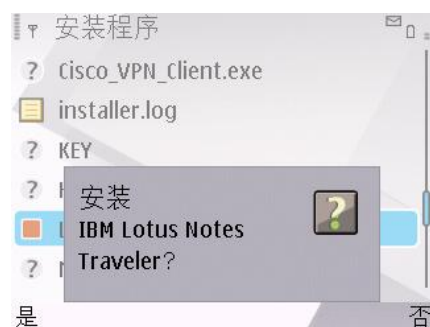 安装程序
Cisco_VPN_Client.exe
installer.log
KEY
安装
IBM Lotus Notes
Traveler?
是
否